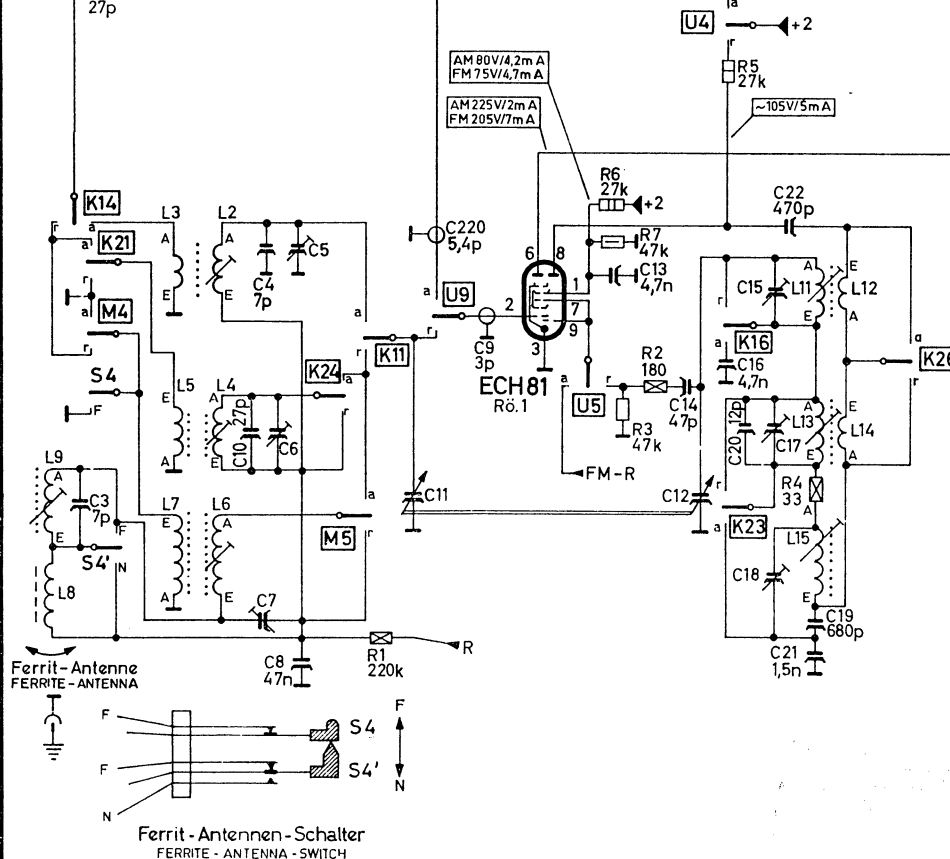 27p
a
U4
+2
r
R5
27k
AM 80V/4,2mA
FM 75V/4,7mA
AM 225V/2mA
FM 205V/7mA
~105V/5mA
R6
27k
+2
K14
r
a
L3
L2
C220
5,4p
K21
a
A
A
C4
7p
C5
R7
47k
C13
4,7n
C22
470p
6
8
1
7
9
2
3
r
a
M4
r
E
E
a
U9
r
C9
3p
ECH81
Rö.1
a
r
K11
K24
a
r
C15
L11
A
E
E
A
L12
r
K16
a
C16
4,7n
a
K26
r
S4
F
L5
L4
E
A
A
E
C10
27p
C6
a
r
U5
R2
180
C14
47p
R3
47k
FM-R
C20
12p
C17
L13
A
E
E
A
L14
L9
A
E
C3
7p
F
S4'
N
L8
L7
L6
E
A
A
E
a
M5
r
C11
C12
r
K23
a
R4
33
A
L15
E
C18
C19
680p
C21
1,5n
C7
C8
47n
R1
220k
R
Ferrit-Antenne
FERRITE-ANTENNA
F
F
N
S4
S4'
F
N
Ferrit-Antennen-Schalter
FERRITE-ANTENNA-SWITCH